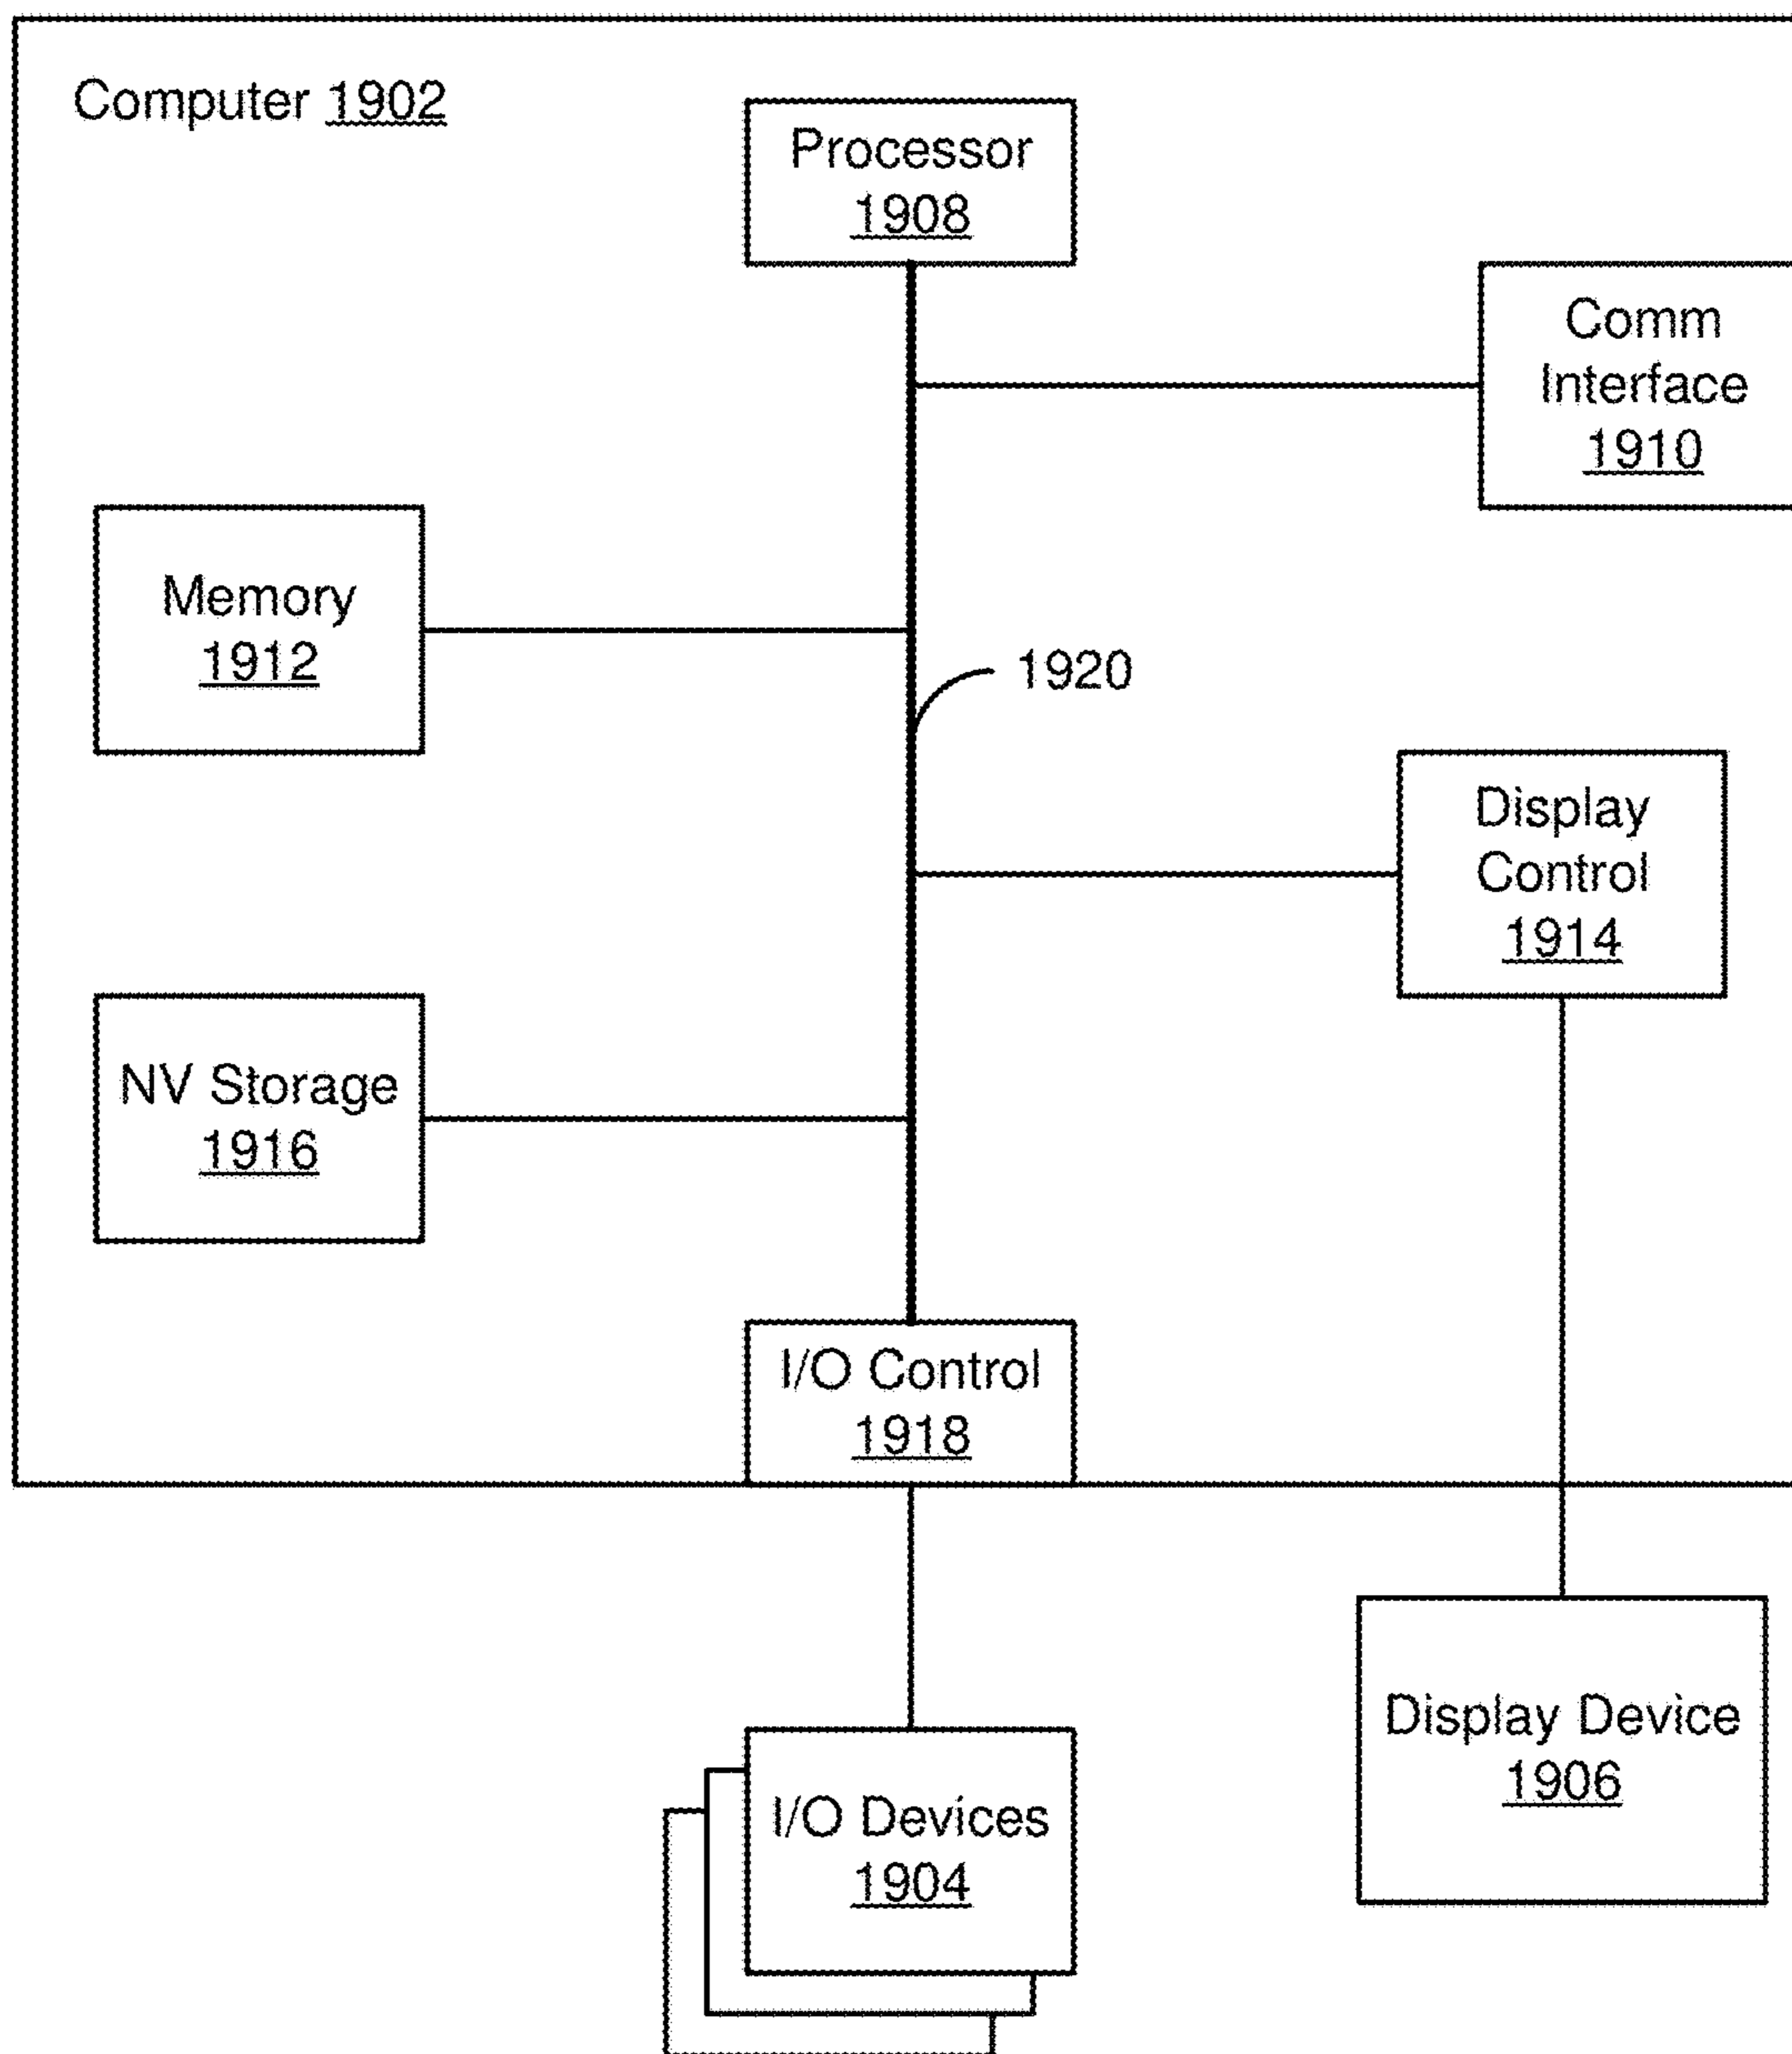 Computer 1902
Processor
1908
Comm
Interface
1910
Memory
1912
1920
Display
Control
1914
NV Storage
1916
I/O Control
1918
I/O Devices
1904
Display Device
1906